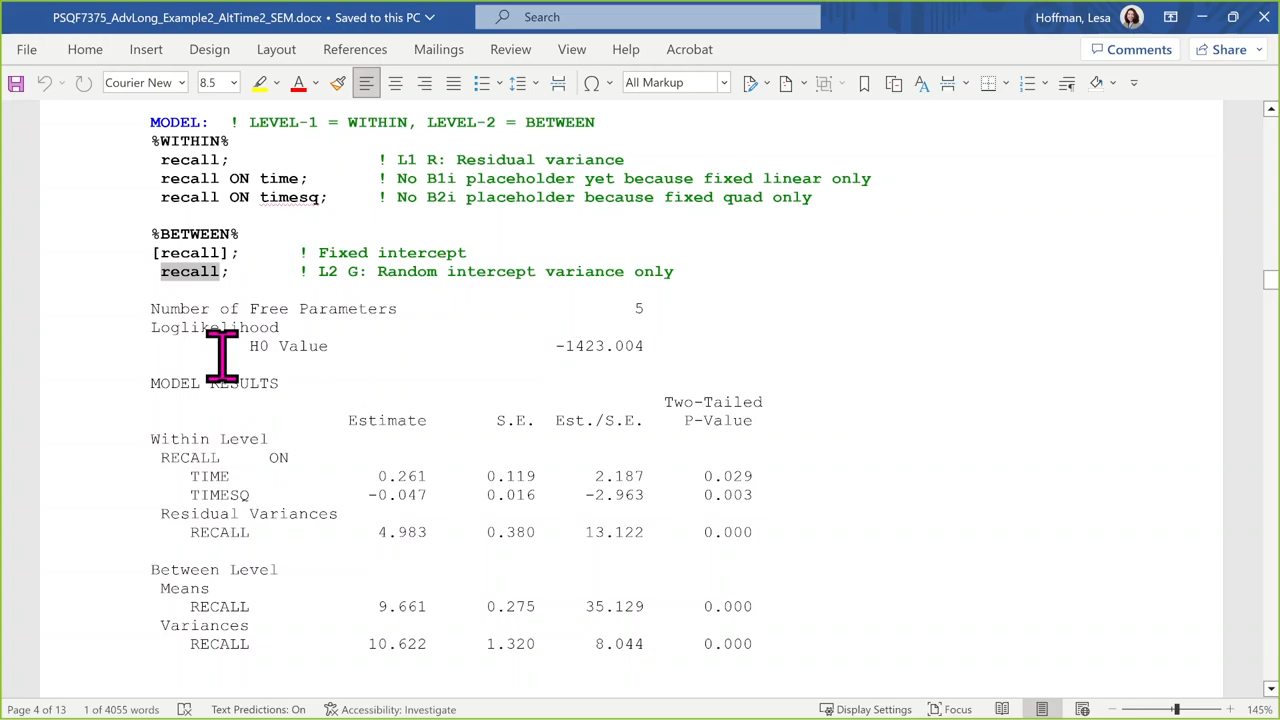 PSQF7375_AdvLong_Example2_AltTime2_SEM.docx • Saved to this PC
Search
Hoffman, Lesa
File Home Insert Design Layout References Mailings Review View Help Acrobat Comments Share
Courier New 8.5 All Markup
MODEL: ! LEVEL-1 = WITHIN, LEVEL-2 = BETWEEN
%WITHIN%
recall; ! L1 R: Residual variance
recall ON time; ! No B1i placeholder yet because fixed linear only
recall ON timesq; ! No B2i placeholder because fixed quad only
%BETWEEN%
[recall]; ! Fixed intercept
recall; ! L2 G: Random intercept variance only
Number of Free Parameters 5
Loglikelihood
H0 Value -1423.004
MODEL RESULTS
Two-Tailed
Estimate S.E. Est./S.E. P-Value
Within Level
RECALL ON
TIME 0.261 0.119 2.187 0.029
TIMESQ -0.047 0.016 -2.963 0.003
Residual Variances
RECALL 4.983 0.380 13.122 0.000
Between Level
Means
RECALL 9.661 0.275 35.129 0.000
Variances
RECALL 10.622 1.320 8.044 0.000
Page 4 of 13 1 of 4055 words Text Predictions: On Accessibility: Investigate Display Settings Focus 145%